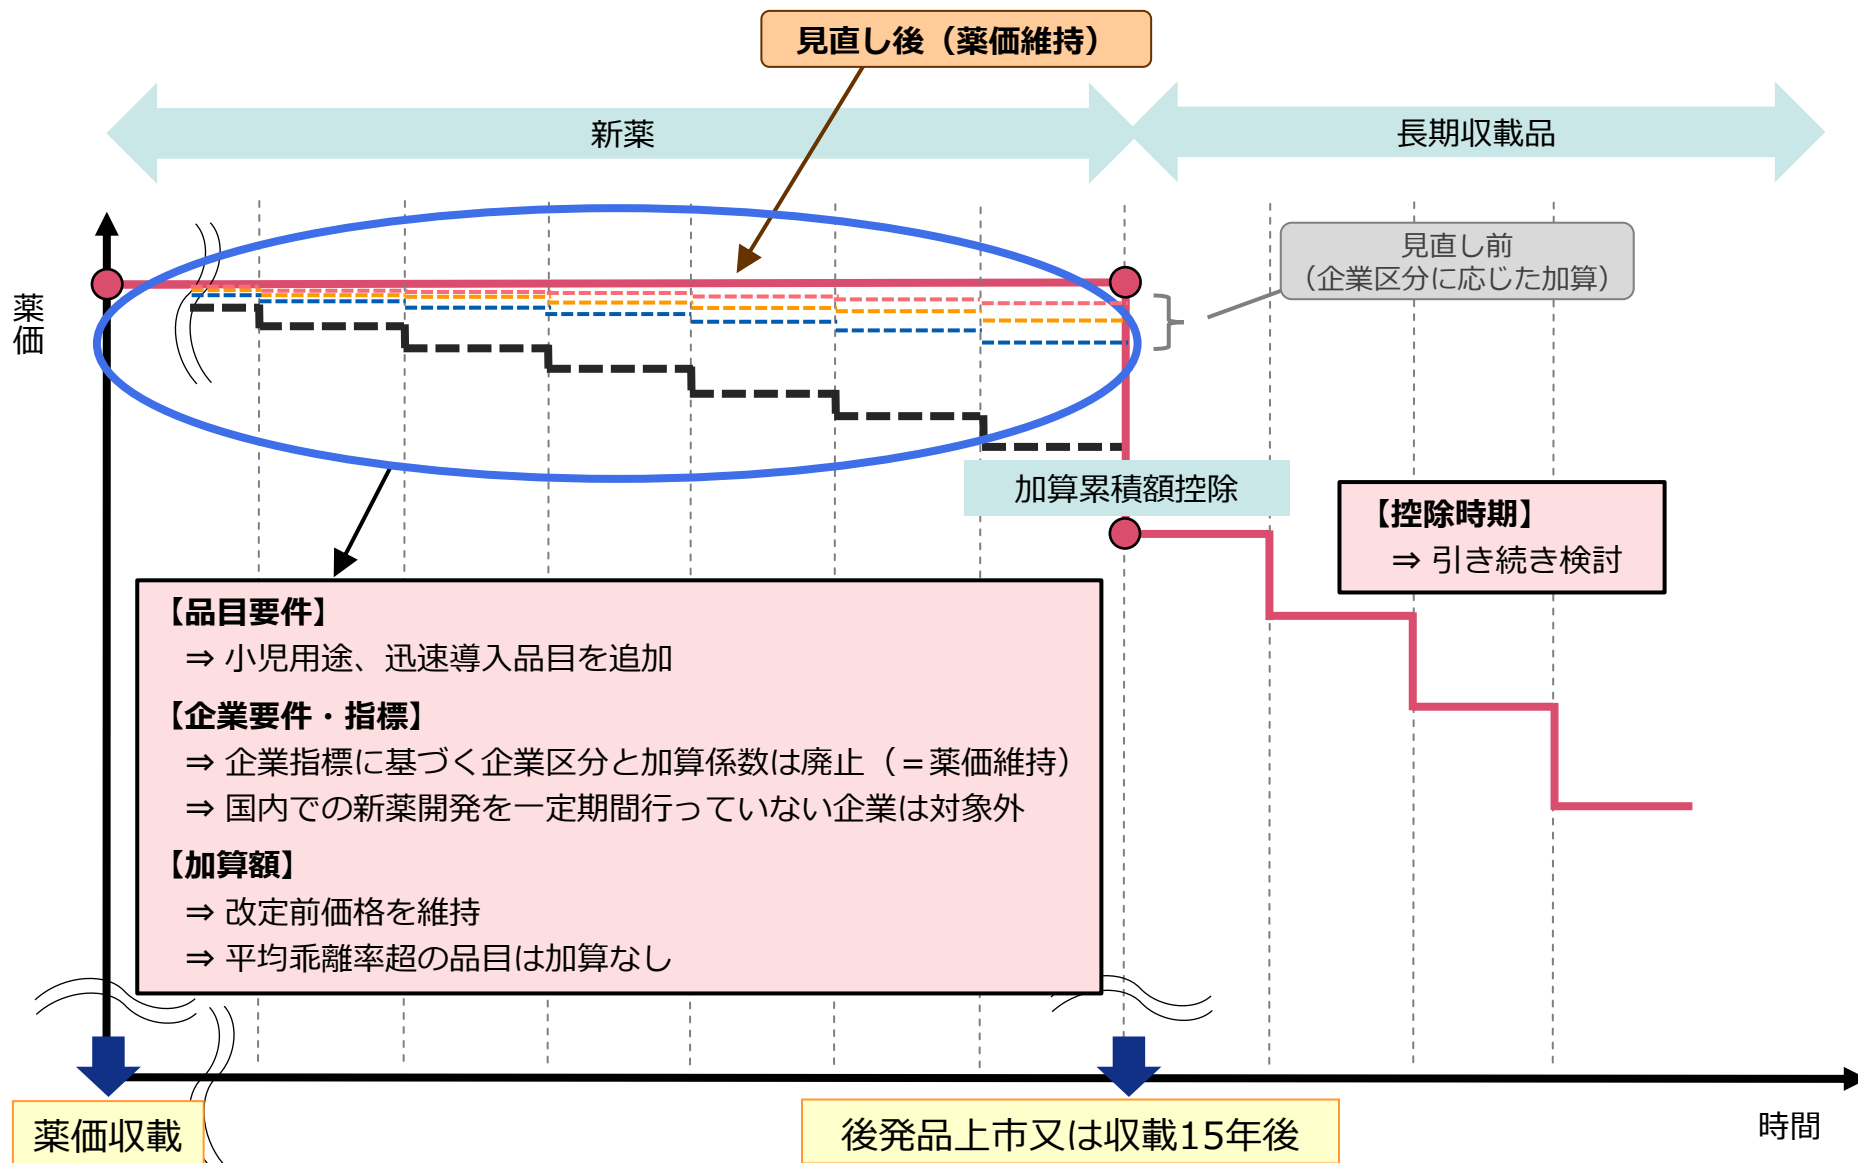 見直し後（薬価維持）
新薬
長期収載品
見直し前
（企業区分に応じた加算）
薬価
加算累積額控除
【控除時期】
⇒ 引き続き検討
【品目要件】
⇒ 小児用途、迅速導入品目を追加
【企業要件・指標】
⇒ 企業指標に基づく企業区分と加算係数は廃止（＝薬価維持）
⇒ 国内での新薬開発を一定期間行っていない企業は対象外
【加算額】
⇒ 改定前価格を維持
⇒ 平均乖離率超の品目は加算なし
薬価収載
後発品上市又は収載15年後
時間